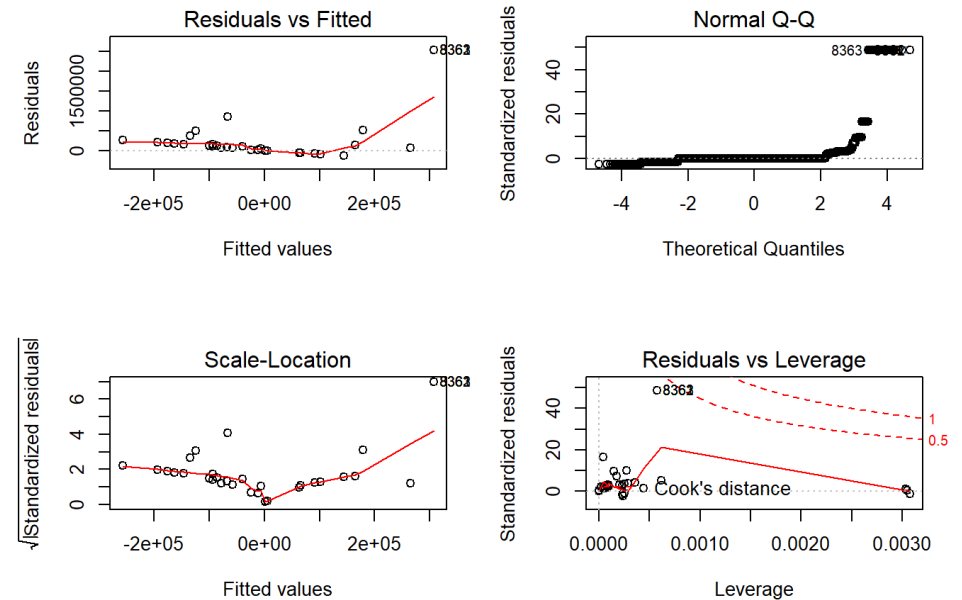 Residuals vs Fitted
Residuals
0
1500000
-2e+05
0e+00
2e+05
Fitted values
Normal Q-Q
Standardized residuals
0
20
40
8363
-4
-2
0
2
4
Theoretical Quantiles
Scale-Location
√|Standardized residuals|
0
2
4
6
-2e+05
0e+00
2e+05
Fitted values
Residuals vs Leverage
Standardized residuals
0
20
40
Cook's distance
1
0.5
0.0000
0.0010
0.0020
0.0030
Leverage